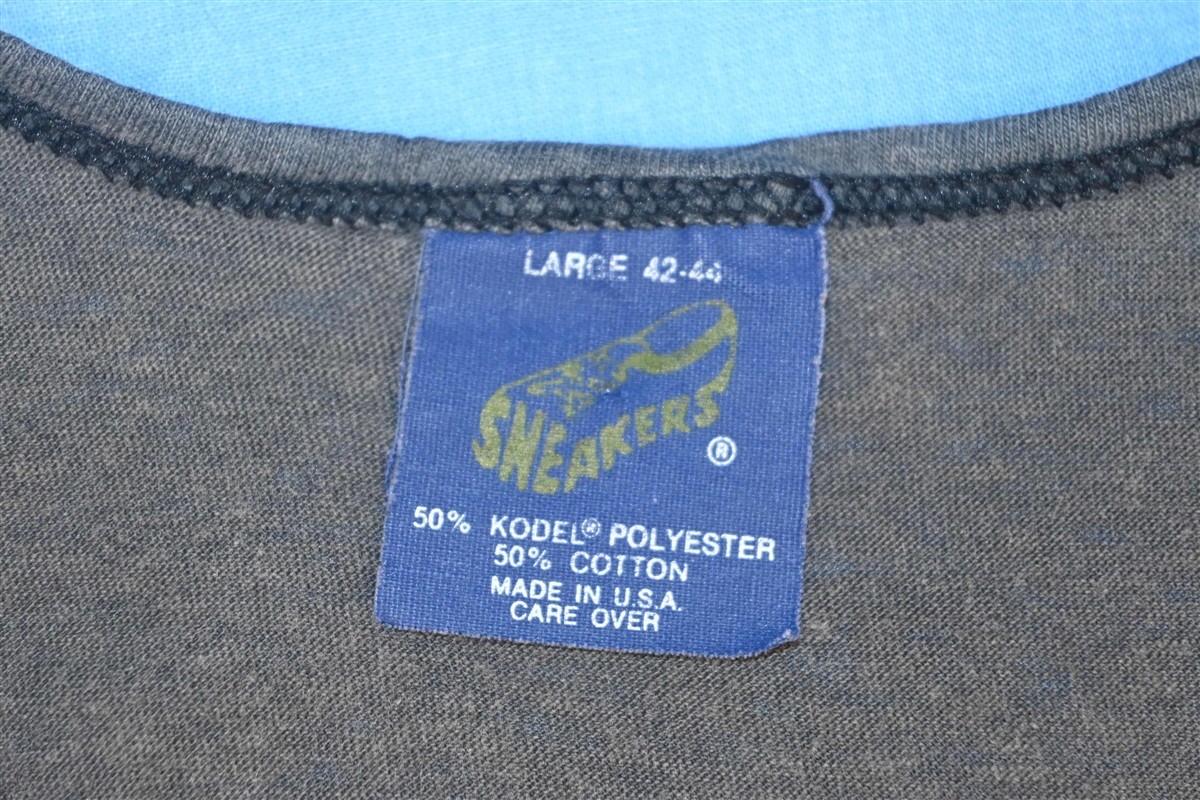 LARGE 42-44
SNEAKERS
®
50% KODEL® POLYESTER
50% COTTON
MADE IN U.S.A.
CARE OVER